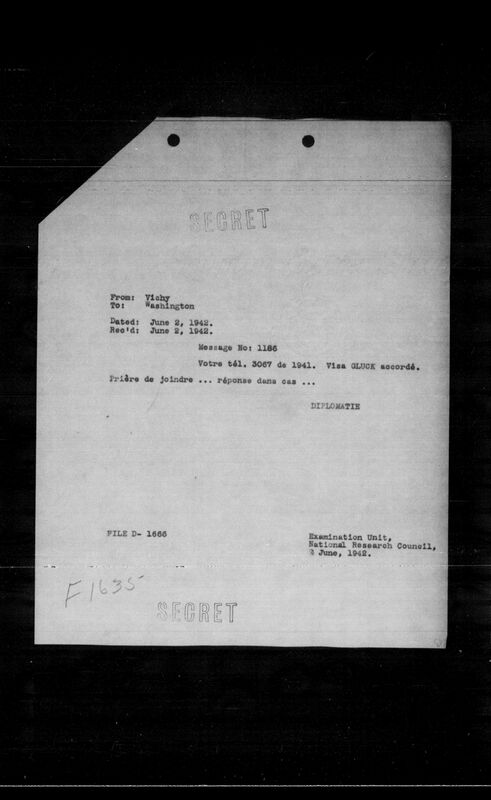 SECRET
From: Vichy
To: Washington
Dated: June 2, 1942.
Rec'd: June 2, 1942.
Message No: 1186
Votre tél. 3067 de 1941. Visa GLUCK accordé.
Prière de joindre ... réponse dans cas ...
DIPLOMATIE
FILE D- 1666
Examination Unit,
National Research Council,
June, 1942.
F1635
SECRET